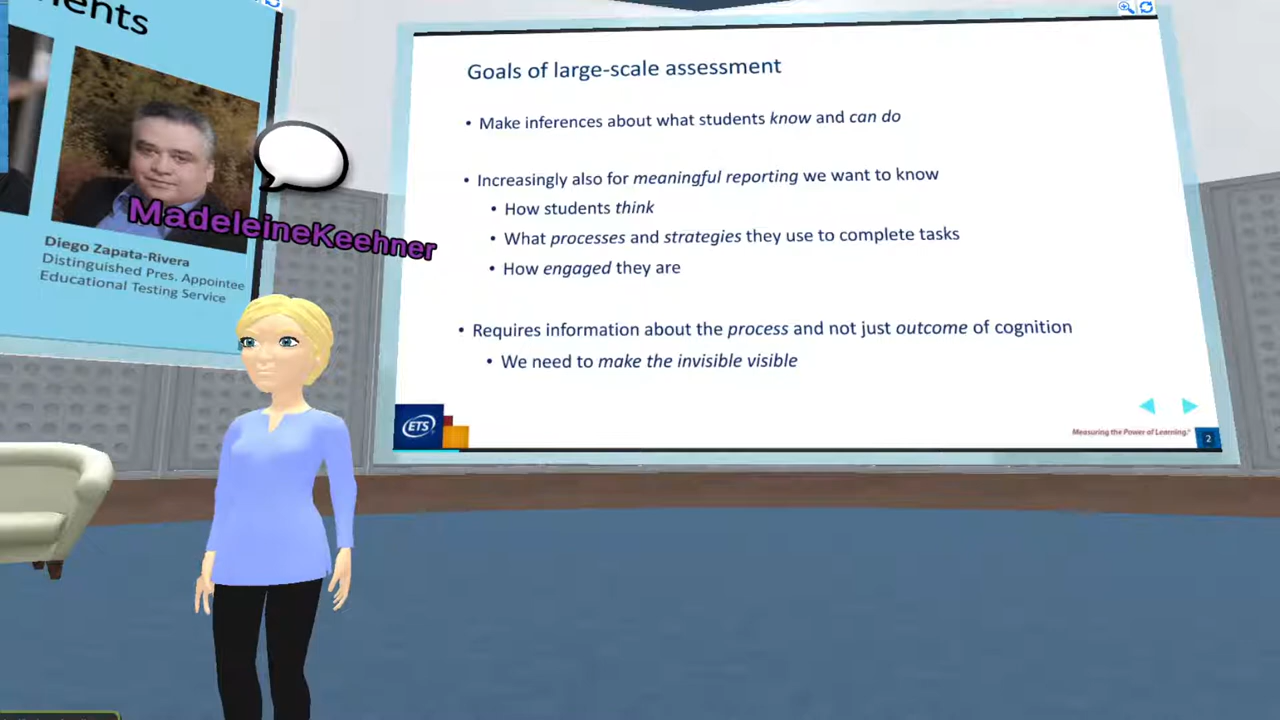 Diego Zapata-Rivera
Distinguished Pres. Appointee
Educational Testing Service
MadeleineKeehner
Goals of large-scale assessment
• Make inferences about what students know and can do
• Increasingly also for meaningful reporting we want to know
• How students think
• What processes and strategies they use to complete tasks
• How engaged they are
• Requires information about the process and not just outcome of cognition
• We need to make the invisible visible
ETS
Measuring the Power of Learning.®
2